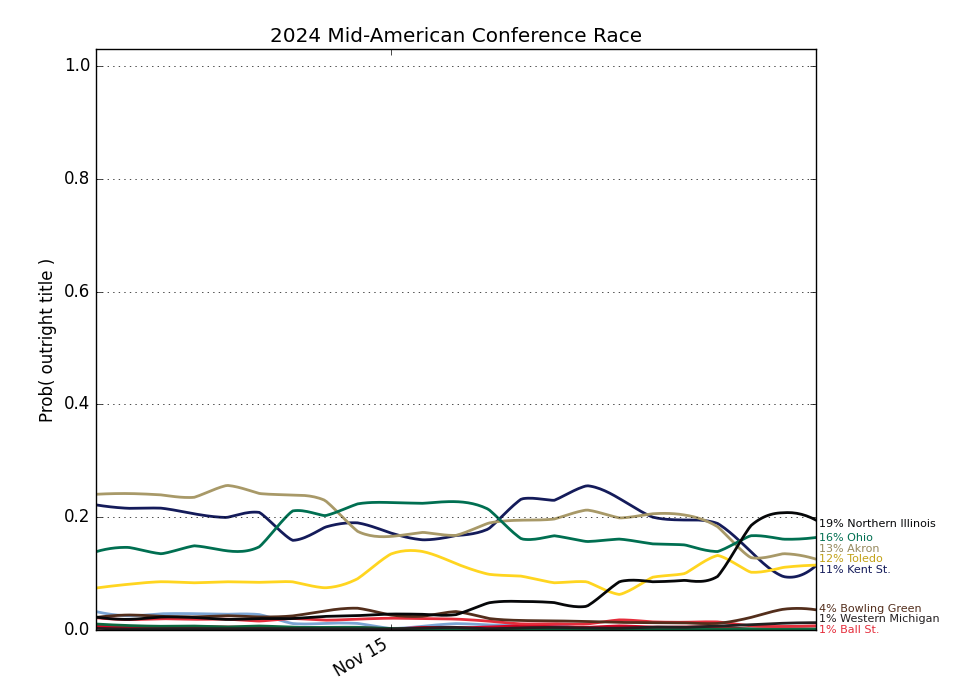 2024 Mid-American Conference Race
1.0
0.8
0.6
0.4
0.2
0.0
Prob( outright title )
Nov 15
19% Northern Illinois
16% Ohio
13% Akron
12% Toledo
11% Kent St.
4% Bowling Green
1% Western Michigan
1% Ball St.